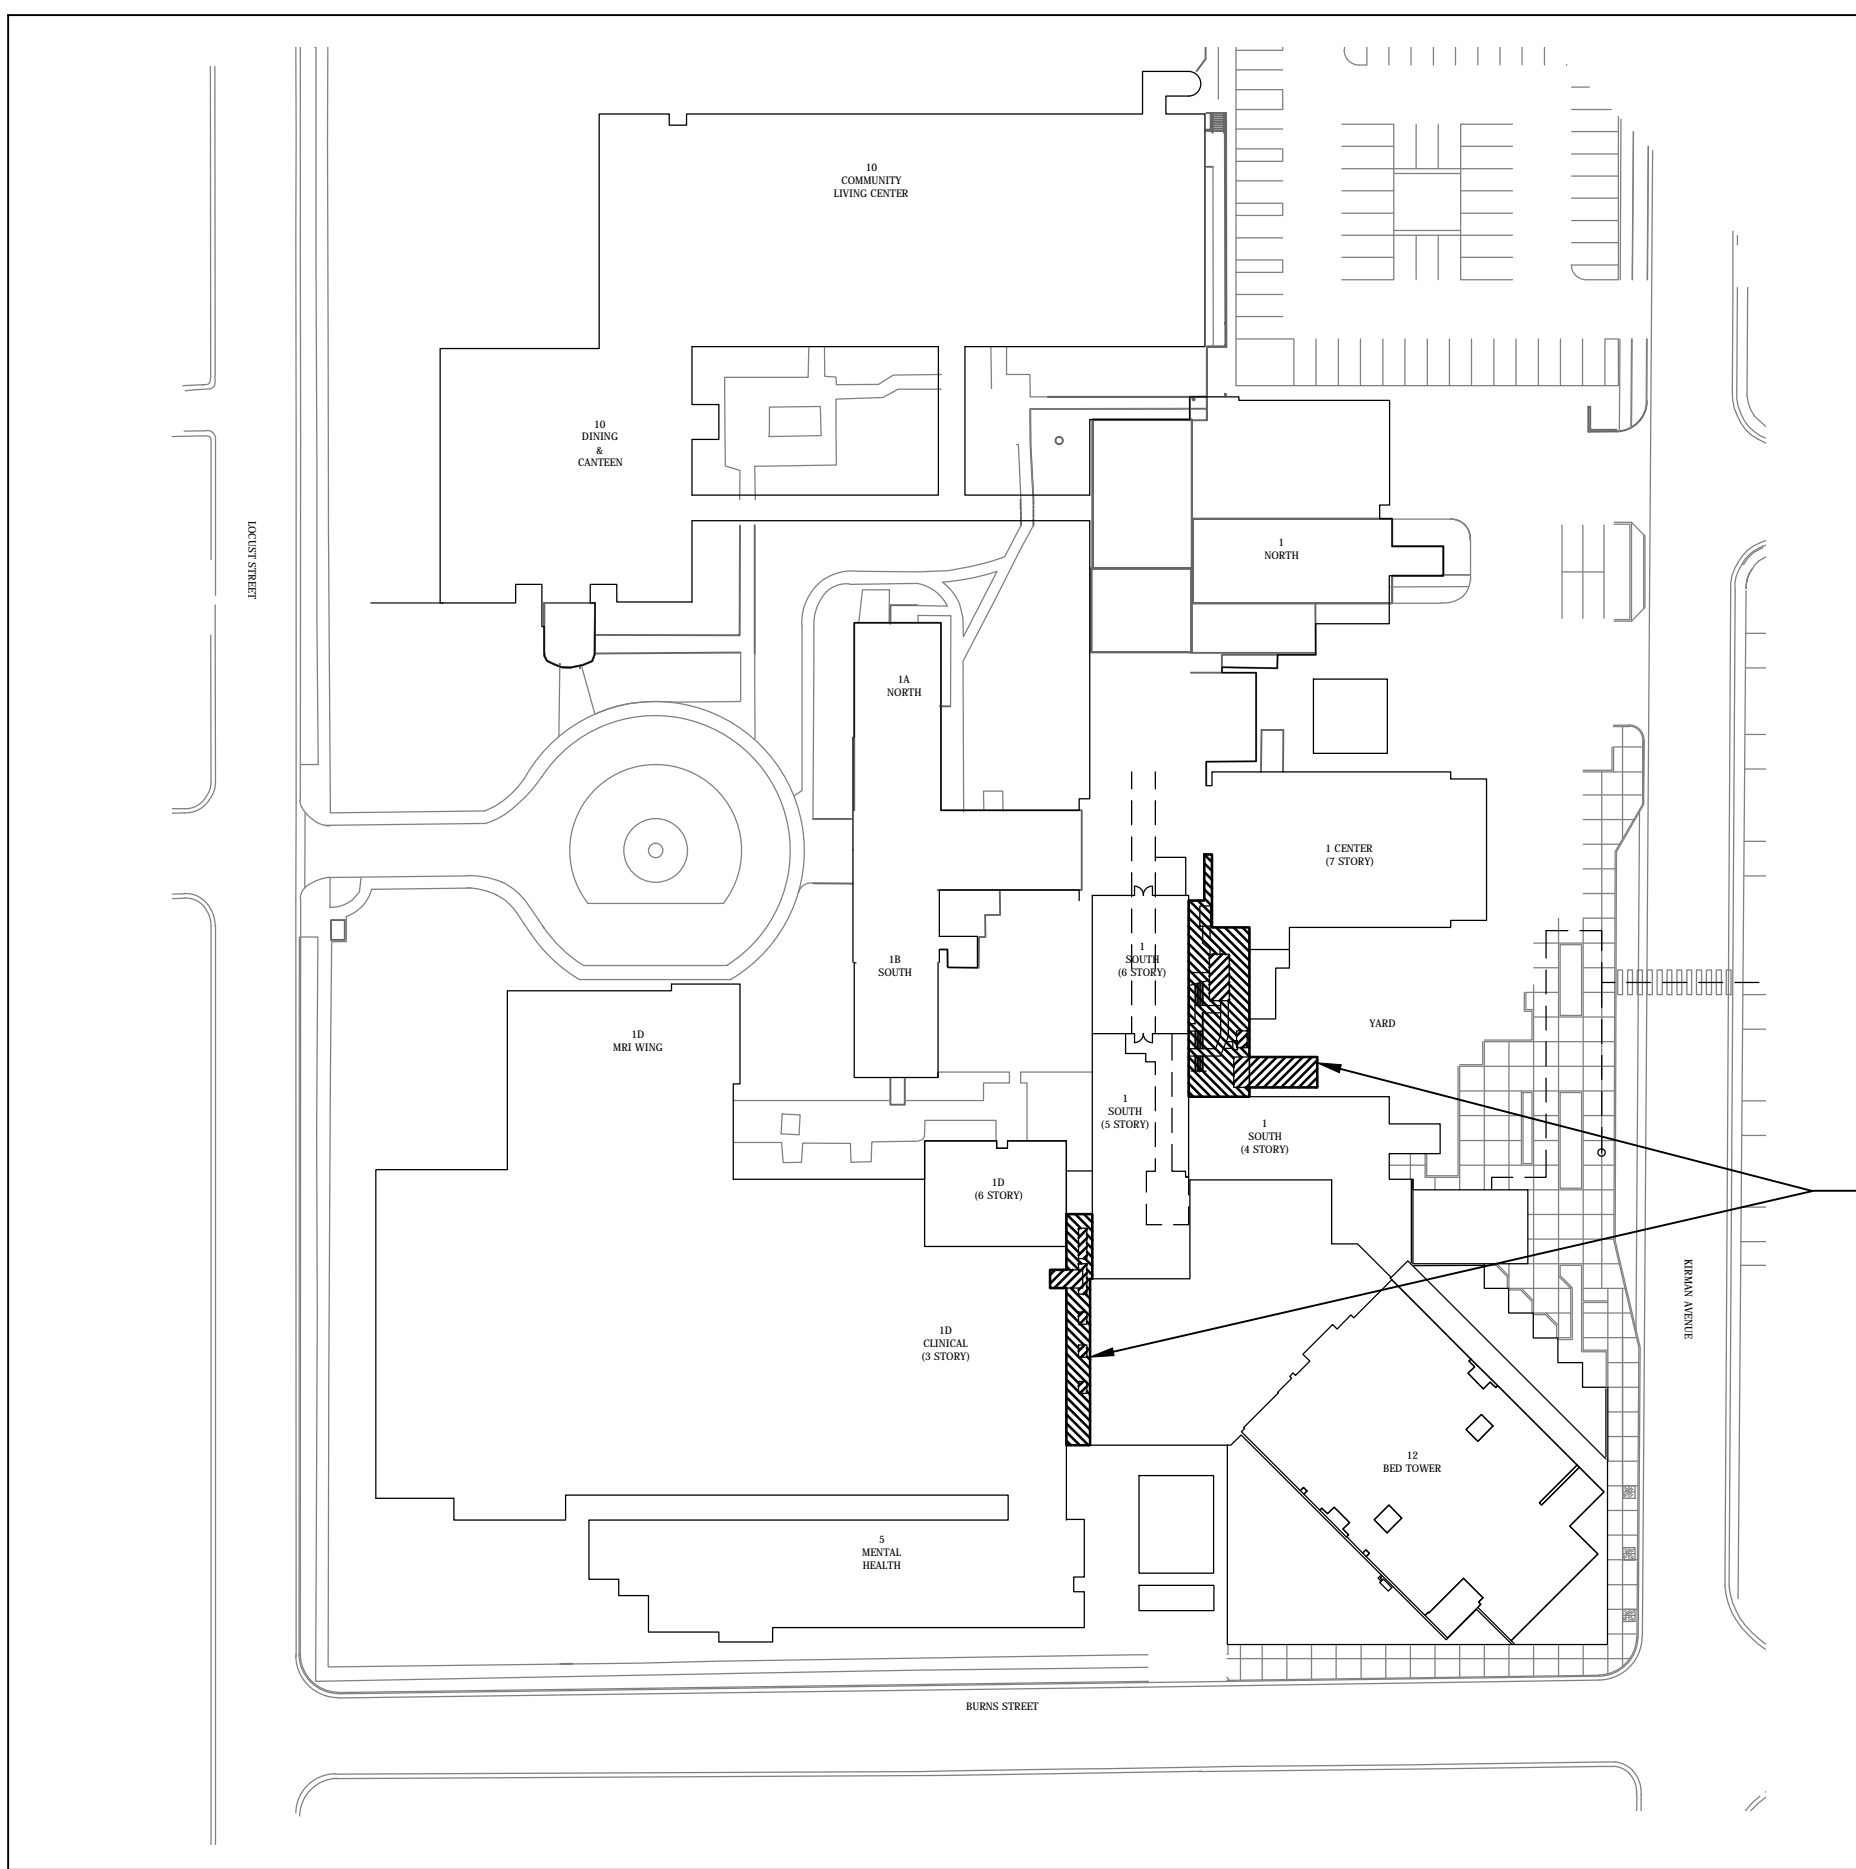 10
COMMUNITY
LIVING CENTER
10
DINING
&
CANTEEN
LOCUST STREET
1
NORTH
1A
NORTH
1 CENTER
(7 STORY)
1
SOUTH
(6 STORY)
1B
SOUTH
YARD
1D
MRI WING
1
SOUTH
(5 STORY)
1
SOUTH
(4 STORY)
1D
(6 STORY)
KIRMAN AVENUE
1D
CLINICAL
(3 STORY)
12
BED TOWER
5
MENTAL
HEALTH
BURNS STREET